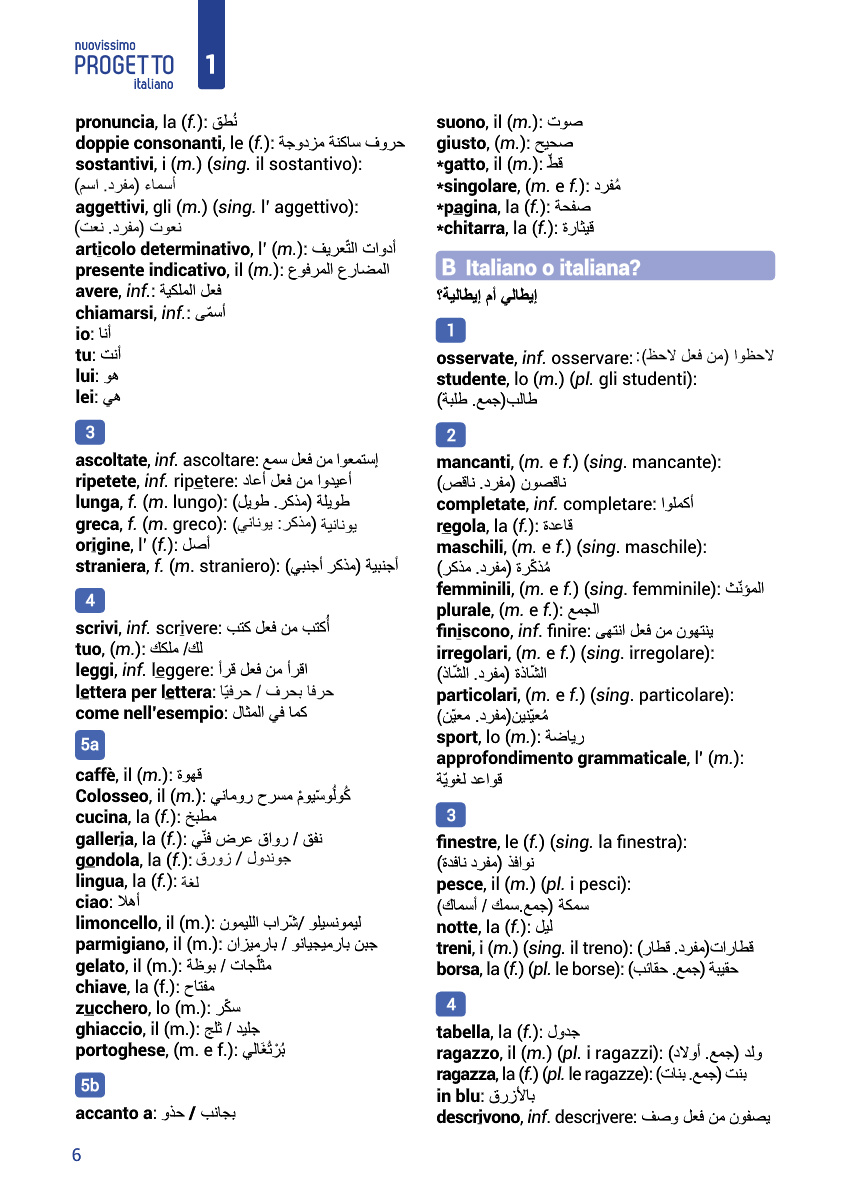 nuovissimo
PROGETTO
italiano
1
pronuncia, la (f.): نُطق
doppie consonanti, le (f.): حروف ساكنة مزدوجة
sostantivi, i (m.) (sing. il sostantivo):
أسماء (مفرد. اسم)
aggettivi, gli (m.) (sing. l' aggettivo):
نعوت (مفرد. نعت)
articolo determinativo, l' (m.): أدوات التّعريف
presente indicativo, il (m.): المضارع المرفوع
avere, inf.: فعل الملكية
chiamarsi, inf.: أسمّى
io: أنا
tu: أنت
lui: هو
lei: هي
3
ascoltate, inf. ascoltare: إستمعوا من فعل سمع
ripetete, inf. ripetere: أعيدوا من فعل أعاد
lunga, f. (m. lungo): طويلة (مذكر. طويل)
greca, f. (m. greco): يونانية (مذكر: يوناني)
origine, l' (f.): أصل
straniera, f. (m. straniero): أجنبية (مذكر أجنبي)
4
scrivi, inf. scrivere: أُكتب من فعل كتب
tuo, (m.): لك/ ملكك
leggi, inf. leggere: اقرأ من فعل قرأ
lettera per lettera: حرفا بحرف / حرفيّا
come nell'esempio: كما في المثال
5a
caffè, il (m.): قهوة
Colosseo, il (m.): كُولُوسّيومْ مسرح روماني
cucina, la (f.): مطبخ
galleria, la (f.): نفق / رواق عرض فنّي
gondola, la (f.): جوندول / زورق
lingua, la (f.): لغة
ciao: أهلا
limoncello, il (m.): ليمونسيلو /شّراب الليمون
parmigiano, il (m.): جبن بارميجيانو / بارميزان
gelato, il (m.): مثلّجات / بوظة
chiave, la (f.): مفتاح
zucchero, lo (m.): سكّر
ghiaccio, il (m.): جليد / ثلج
portoghese, (m. e f.): بُرْتُغَالي
5b
accanto a: بجانب / حذو
suono, il (m.): صوت
giusto, (m.): صحيح
*gatto, il (m.): قطّ
*singolare, (m. e f.): مُفرد
*pagina, la (f.): صفحة
*chitarra, la (f.): قيثارة
B Italiano o italiana?
إيطالي أم إيطالية؟
1
osservate, inf. osservare: لاحظوا (من فعل لاحظ):
studente, lo (m.) (pl. gli studenti):
طالب(جمع. طلبة)
2
mancanti, (m. e f.) (sing. mancante):
ناقصون (مفرد. ناقص)
completate, inf. completare: أكملوا
regola, la (f.): قاعدة
maschili, (m. e f.) (sing. maschile):
مُذكّرة (مفرد. مذكر)
femminili, (m. e f.) (sing. femminile): المؤنّث
plurale, (m. e f.): الجمع
finiscono, inf. finire: ينتهون من فعل انتهى
irregolari, (m. e f.) (sing. irregolare):
الشّاذة (مفرد. الشّاذ)
particolari, (m. e f.) (sing. particolare):
مُعيّنين(مفرد. معيّن)
sport, lo (m.): رياضة
approfondimento grammaticale, l' (m.):
قواعد لغويّة
3
finestre, le (f.) (sing. la finestra):
نوافذ (مفرد نافدة)
pesce, il (m.) (pl. i pesci):
سمكة (جمع.سمك / أسماك)
notte, la (f.): ليل
treni, i (m.) (sing. il treno): قطارات(مفرد. قطار)
borsa, la (f.) (pl. le borse): حقيبة (جمع. حقائب)
4
tabella, la (f.): جدول
ragazzo, il (m.) (pl. i ragazzi): ولد (جمع. أولاد)
ragazza, la (f.) (pl. le ragazze): بنت (جمع. بنات)
in blu: بالأزرق
descrivono, inf. descrivere: يصفون من فعل وصف
6